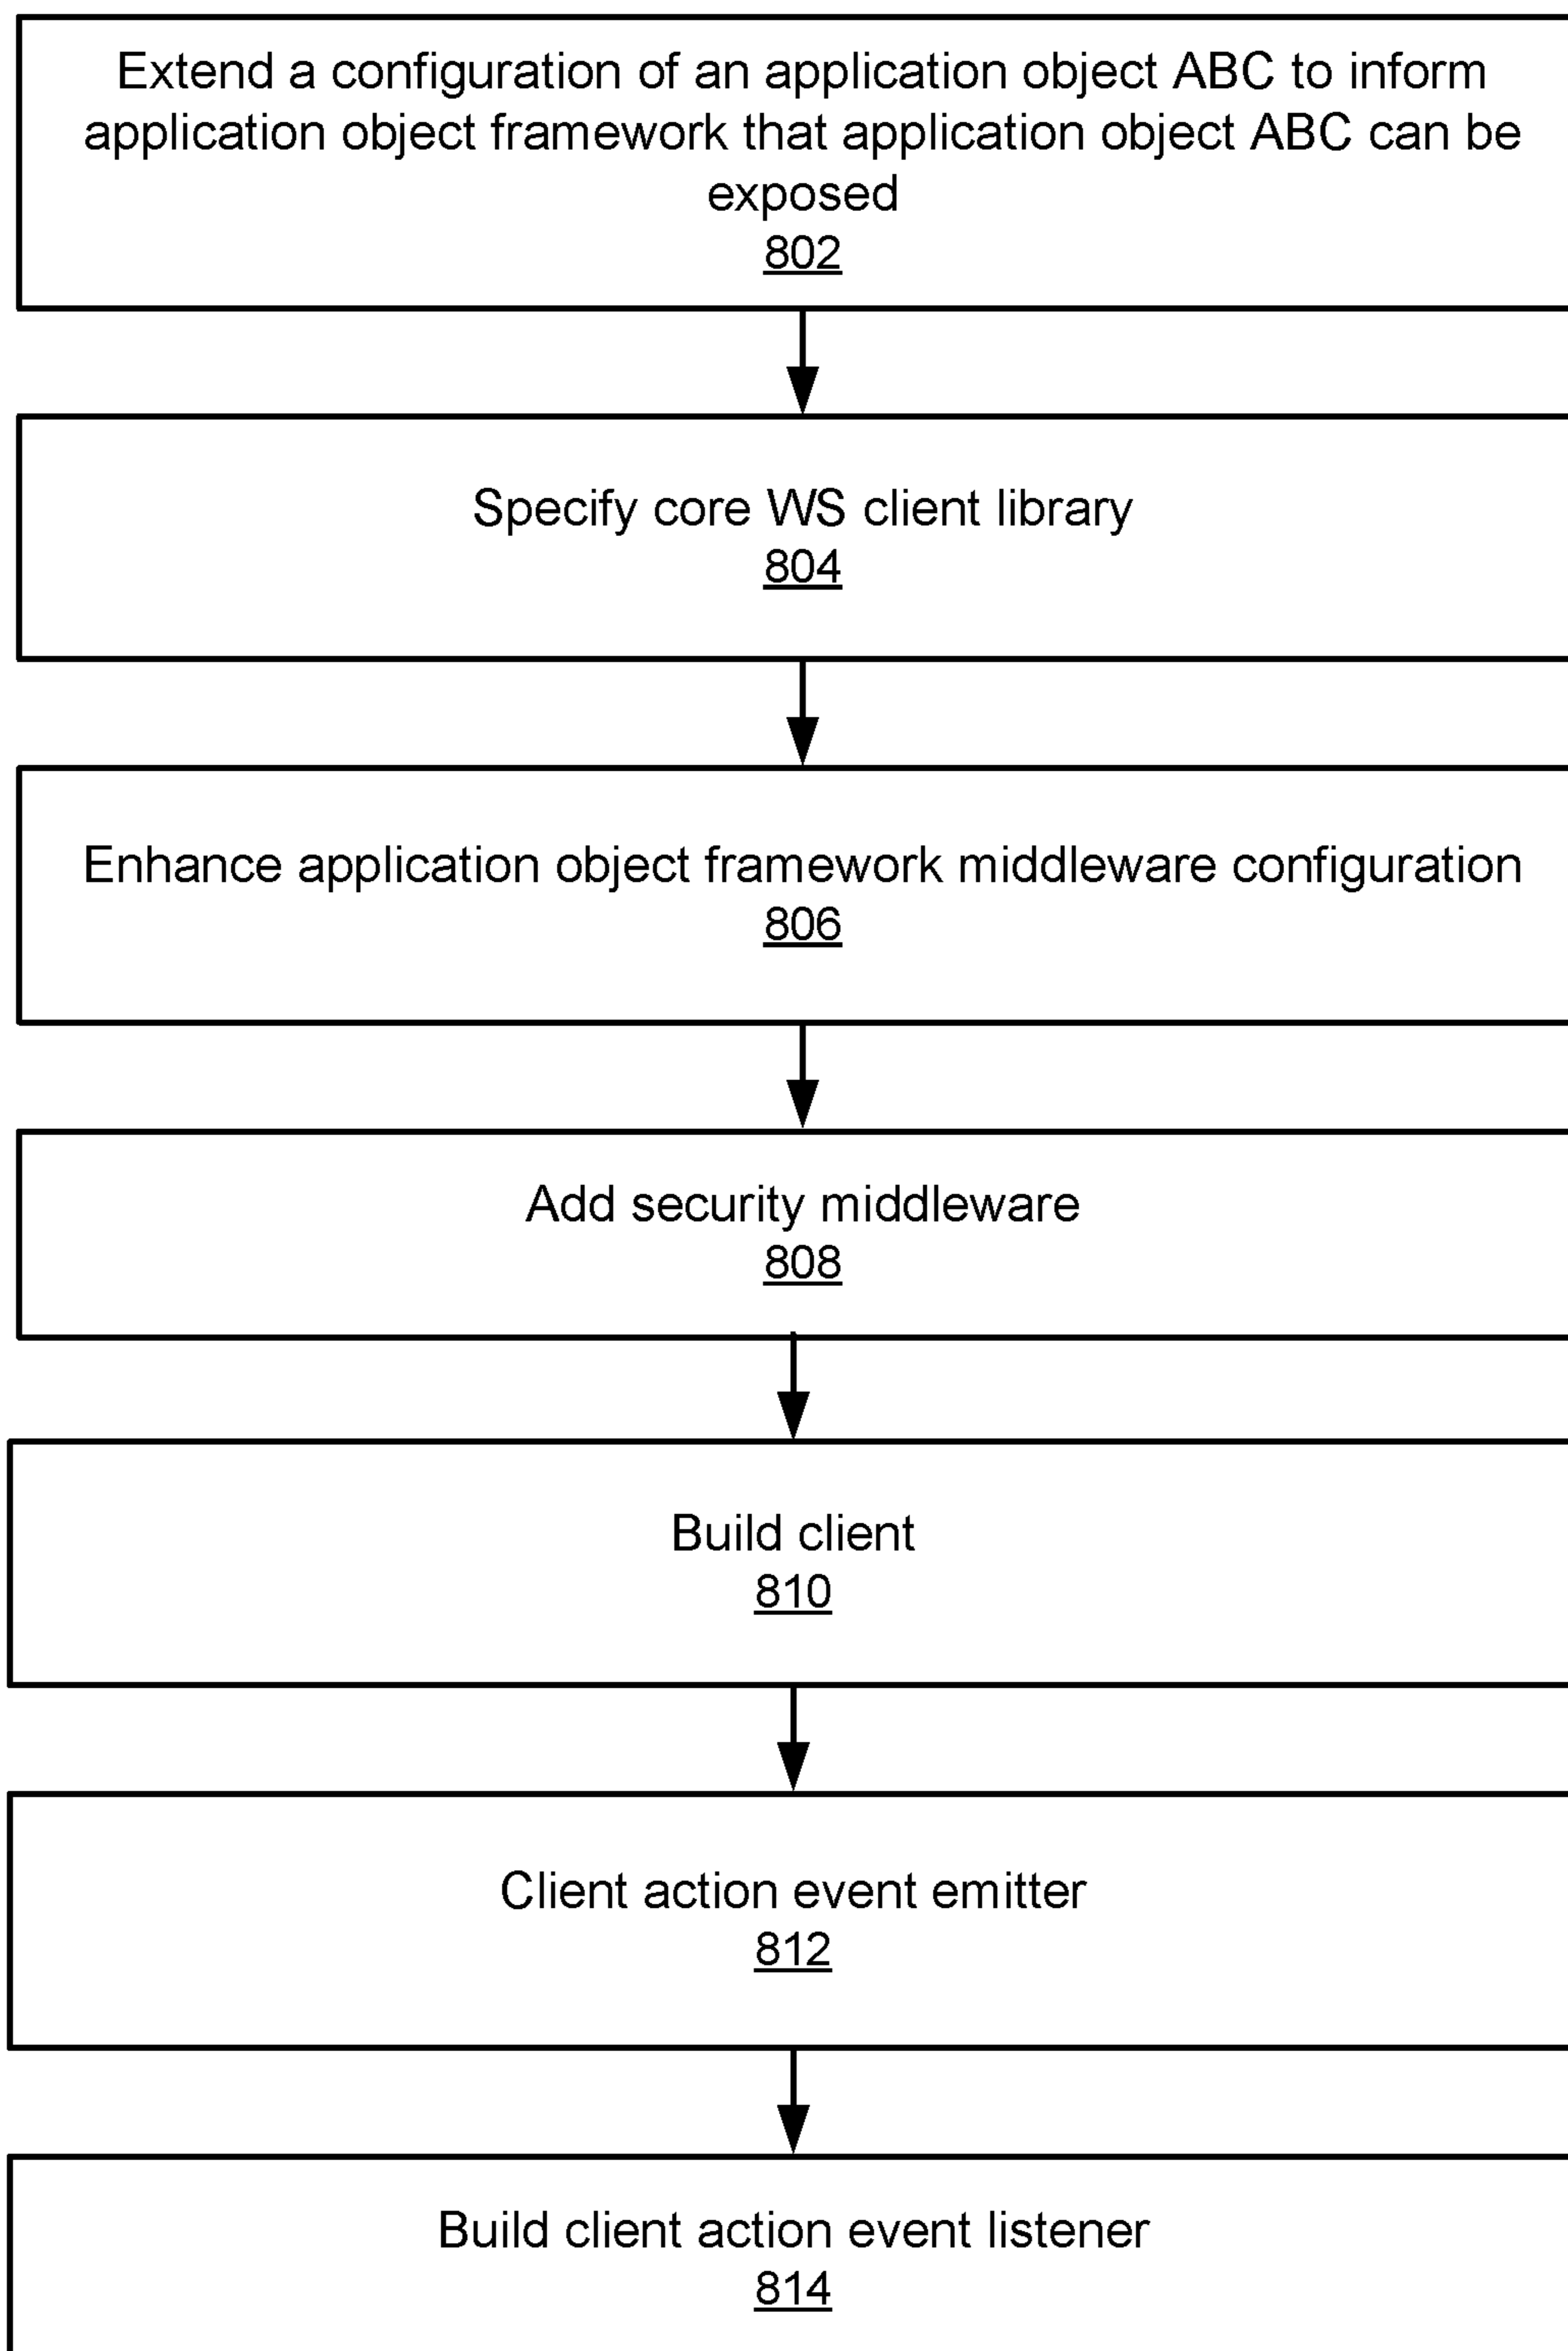 Extend a configuration of an application object ABC to inform
application object framework that application object ABC can be
exposed
802
Specify core WS client library
804
Enhance application object framework middleware configuration
806
Add security middleware
808
Build client
810
Client action event emitter
812
Build client action event listener
814